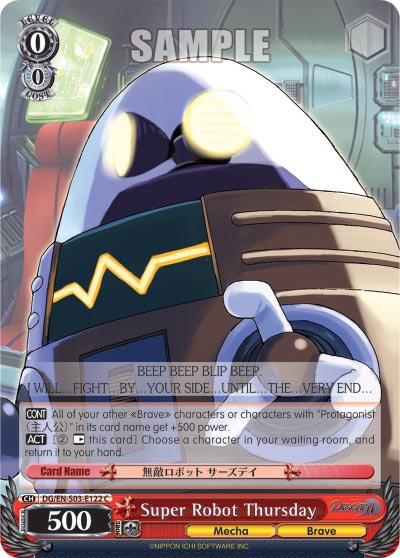 LEVEL
0
0
COST
SAMPLE
BEEP BEEP BLIP BEEP.
I WILL…FIGHT…BY…YOUR SIDE…UNTIL…THE…VERY END…
CONT All of your other «Brave» characters or characters with "Protagonist
(主人公)" in its card name get +500 power.
ACT [② this card] Choose a character in your waiting room, and
return it to your hand.
Card Name 無敵ロボット サーズデイ
CH DG/EN-S03-E122 C
500
Super Robot Thursday
DISGAEA
Mecha Brave
©NIPPON ICHI SOFTWARE INC.